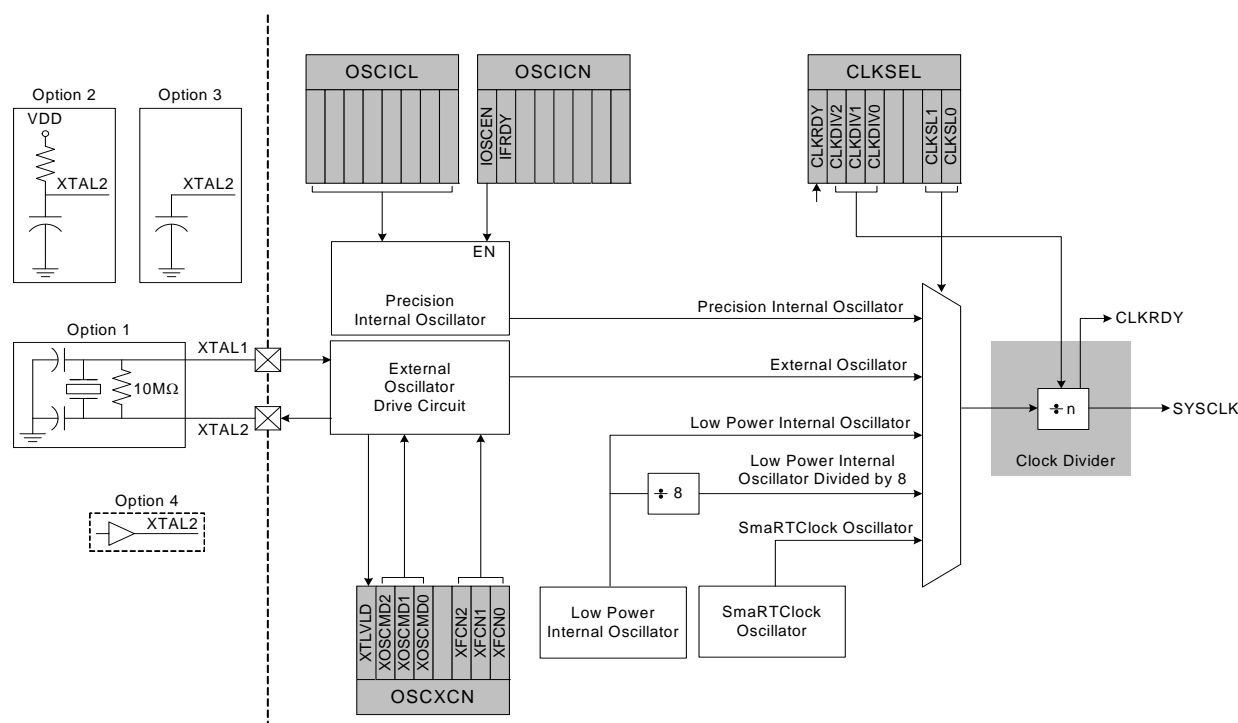 OSCICL
OSCICN
CLKSEL
IOSCEN
IFRDY
CLKRDY
CLKDIV2
CLKDIV1
CLKDIV0
CLKSL1
CLKSL0
Option 2
VDD
XTAL2
Option 3
XTAL2
EN
Precision
Internal Oscillator
Precision Internal Oscillator
CLKRDY
Option 1
XTAL1
10MΩ
XTAL2
External
Oscillator
Drive Circuit
External Oscillator
÷ n
SYSCLK
Clock Divider
Low Power Internal Oscillator
Low Power Internal
Oscillator Divided by 8
÷ 8
SmaRTClock Oscillator
Option 4
XTAL2
Low Power
Internal Oscillator
SmaRTClock
Oscillator
XTLVLD
XOSCMD2
XOSCMD1
XOSCMD0
XFCN2
XFCN1
XFCN0
OSCXCN